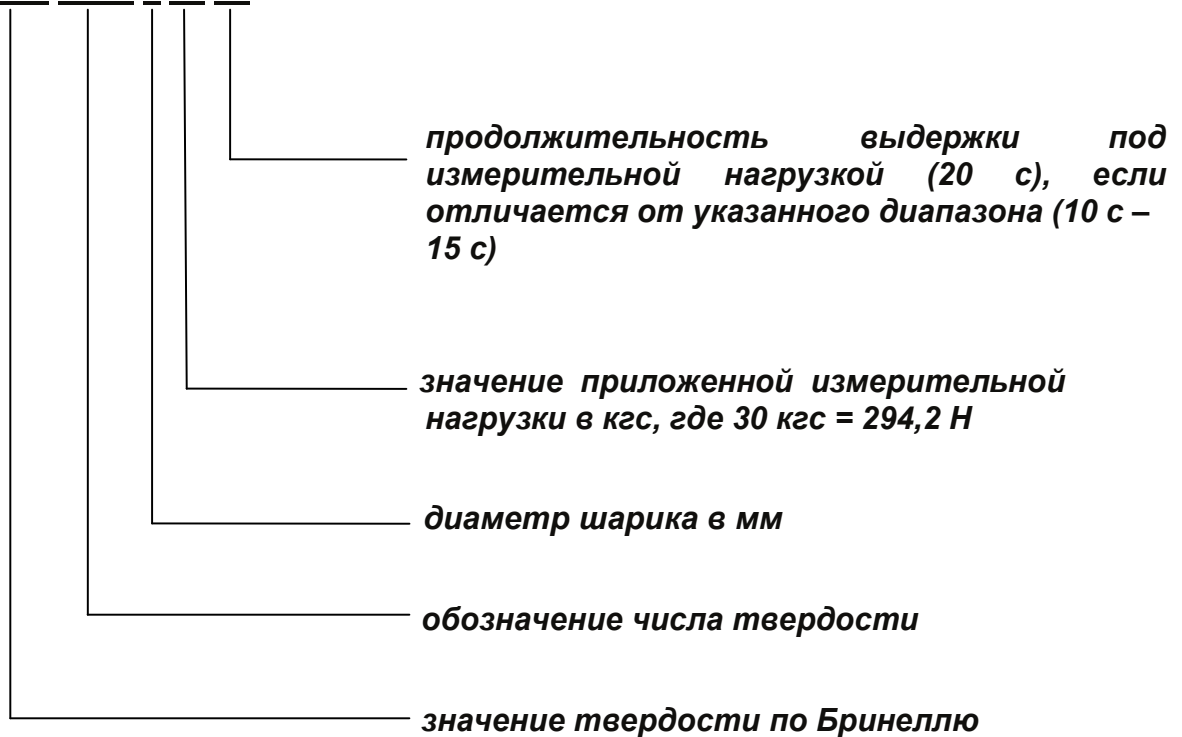 продолжительность выдержки под
измерительной нагрузкой (20 с), если
отличается от указанного диапазона (10 с –
15 с)
значение приложенной измерительной
нагрузки в кгс, где 30 кгс = 294,2 Н
диаметр шарика в мм
обозначение числа твердости
значение твердости по Бринеллю